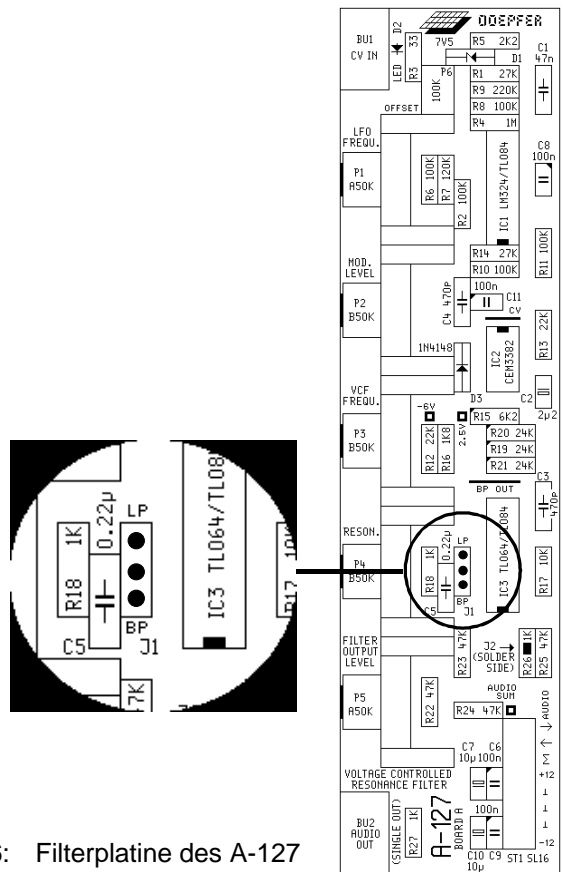 DOEPFER
BU1
CV IN
D2
LED
33
R3
7V5
R5 2K2
D1
C1
47n
P6
100K
OFFSET
R1 27K
R9 220K
R8 100K
R4 1M
LFO
FREQU.
P1
A50K
R6 100K
R7 120K
R2 100K
IC1 LM324/TL084
C8
100n
R11 100K
R14 27K
R10 100K
MOD.
LEVEL
P2
B50K
C4 470p
100n
C11
CV
R13 22K
1N4148
IC2
CEM3382
D3
C2
2µ2
VCF
FREQU.
P3
B50K
-6V
R12 22K
R16 1K8
2.5V
R15 6K2
R20 24K
R19 24K
R21 24K
C3
470p
BP OUT
RESON.
P4
B50K
R18 1K
0.22µ
LP
BP
C5
J1
IC3 TL064/TL084
R17 10K
R18 1K
0.22µ
LP
BP
C5
J1
IC3 TL064/TL08
R17 10K
7K
FILTER
OUTPUT
LEVEL
R23 47K
J2 →
(SOLDER
SIDE)
R26 1K
R25 47K
P5
A50K
R22 47K
AUDIO
SUM
R24 47K
→ AUDIO
Σ
+12
⊥
⊥
⊥
-12
C7 C6
10µ 100n
VOLTAGE CONTROLLED
RESONANCE FILTER
BU2
AUDIO
OUT
(SINGLE OUT)
R27 1K
A-127
BOARD A
100n
C10 C9
10µ
ST1 SL16
6: Filterplatine des A-127